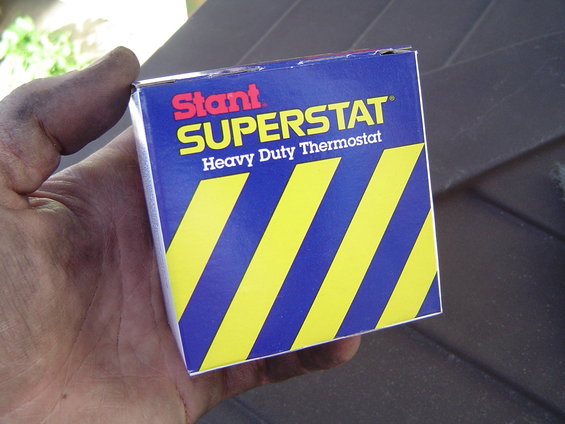 Stant
SUPERSTAT®
Heavy Duty Thermostat